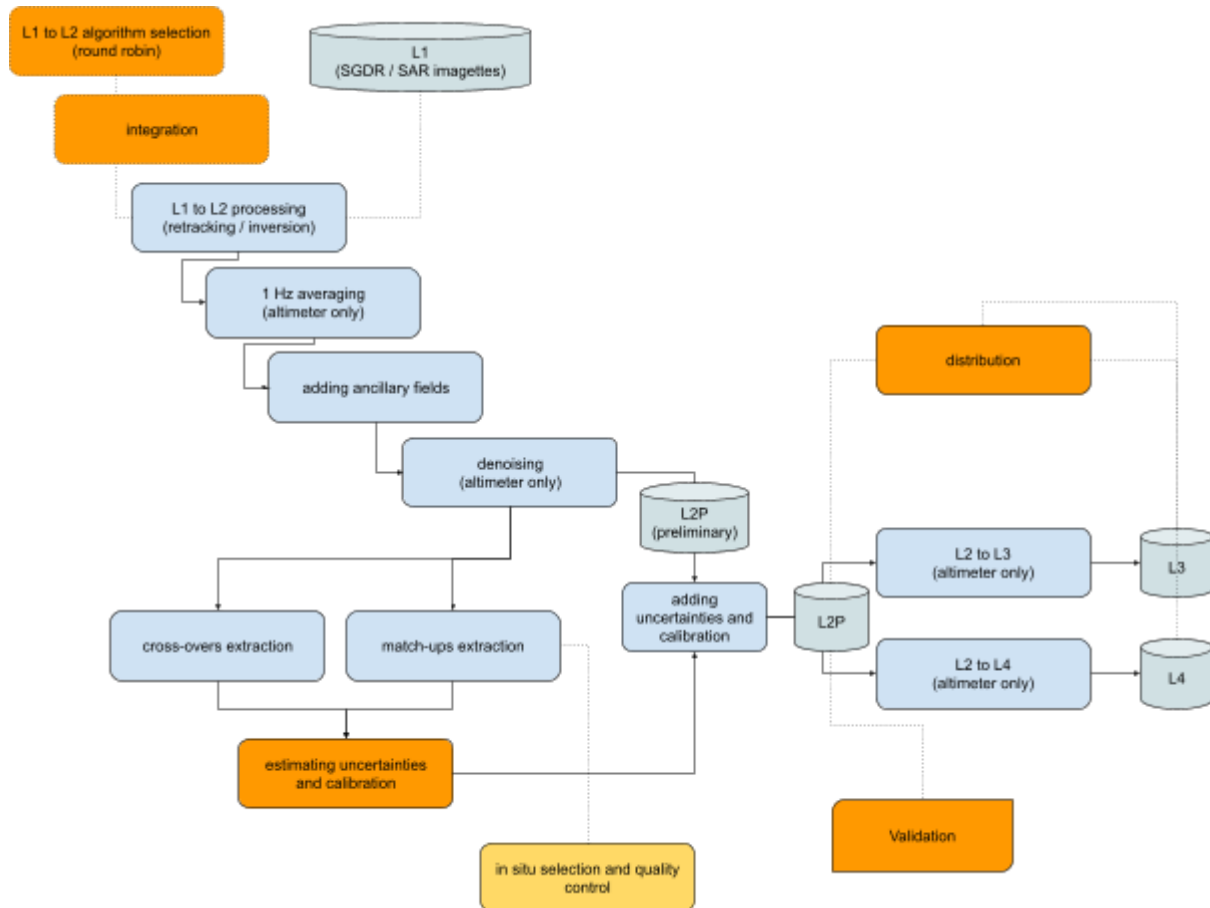 L1 to L2 algorithm selection
(round robin)
L1
(SGDR / SAR imagettes)
integration
L1 to L2 processing
(retracking / inversion)
1 Hz averaging
(altimeter only)
adding ancillary fields
distribution
denoising
(altimeter only)
L2P
(preliminary)
L2 to L3
(altimeter only)
L3
adding
uncertainties and
calibration
L2P
cross-overs extraction
match-ups extraction
L2 to L4
(altimeter only)
L4
estimating uncertainties
and calibration
Validation
in situ selection and quality
control